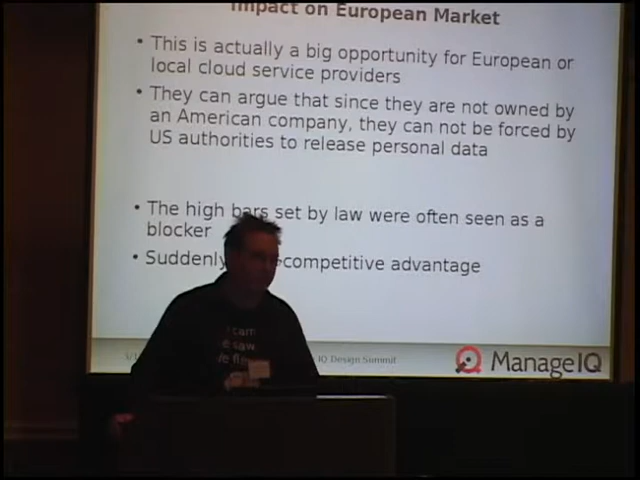 Impact on European Market
• This is actually a big opportunity for European or
local cloud service providers
• They can argue that since they are not owned by
an American company, they can not be forced by
US authorities to release personal data
• The high bars set by law were often seen as a
blocker
• Suddenly competitive advantage
IQ Design Summit
ManageIQ
cam
saw